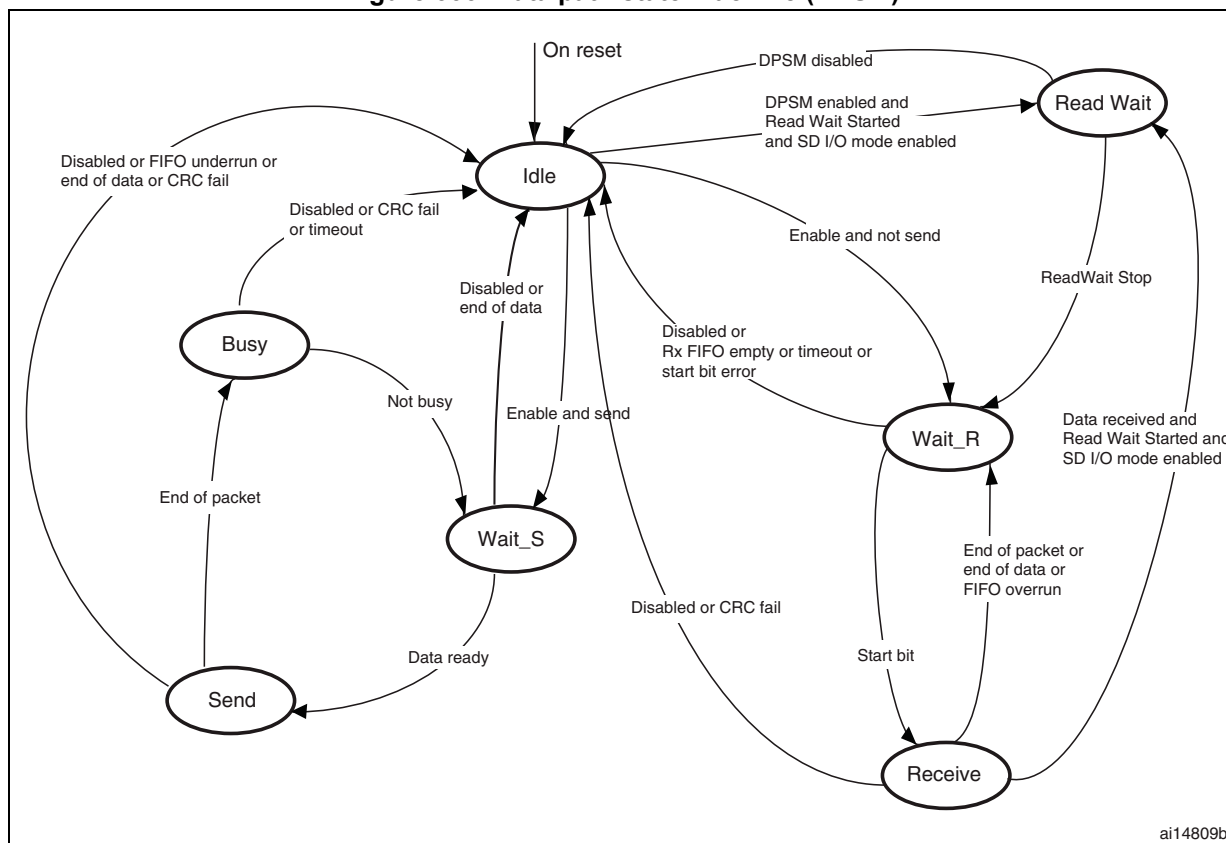 On reset
DPSM disabled
Read Wait
DPSM enabled and
Read Wait Started
and SD I/O mode enabled
Disabled or FIFO underrun or
end of data or CRC fail
Idle
Disabled or CRC fail
or timeout
Enable and not send
ReadWait Stop
Disabled or
end of data
Disabled or
Rx FIFO empty or timeout or
start bit error
Busy
Not busy
Enable and send
Wait_R
Data received and
Read Wait Started and
SD I/O mode enabled
End of packet
Wait_S
End of packet or
end of data or
FIFO overrun
Disabled or CRC fail
Start bit
Data ready
Send
Receive
ai14809b